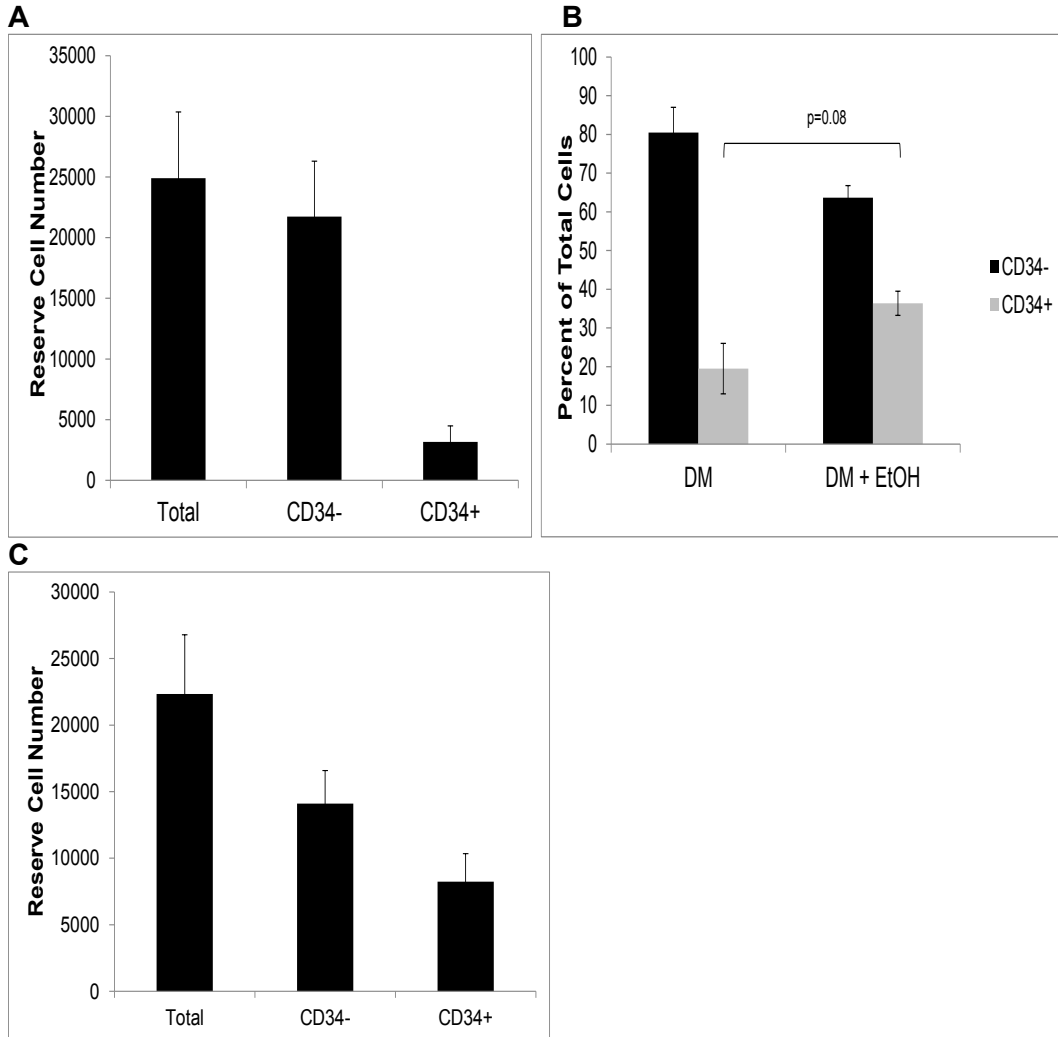 A
Reserve Cell Number
35000
30000
25000
20000
15000
10000
5000
0
Total CD34- CD34+
B
Percent of Total Cells
100
90
80
70
60
50
40
30
20
10
0
p=0.08
DM DM + EtOH
CD34-
CD34+
C
Reserve Cell Number
30000
25000
20000
15000
10000
5000
0
Total CD34- CD34+